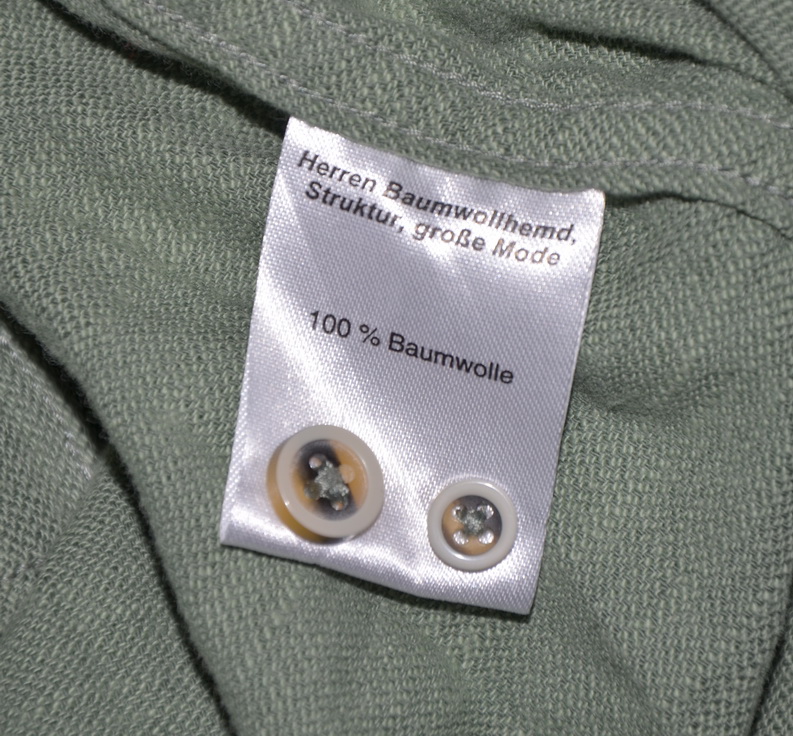 Herren Baumwollhemd,
Struktur, große Mode
100 % Baumwolle